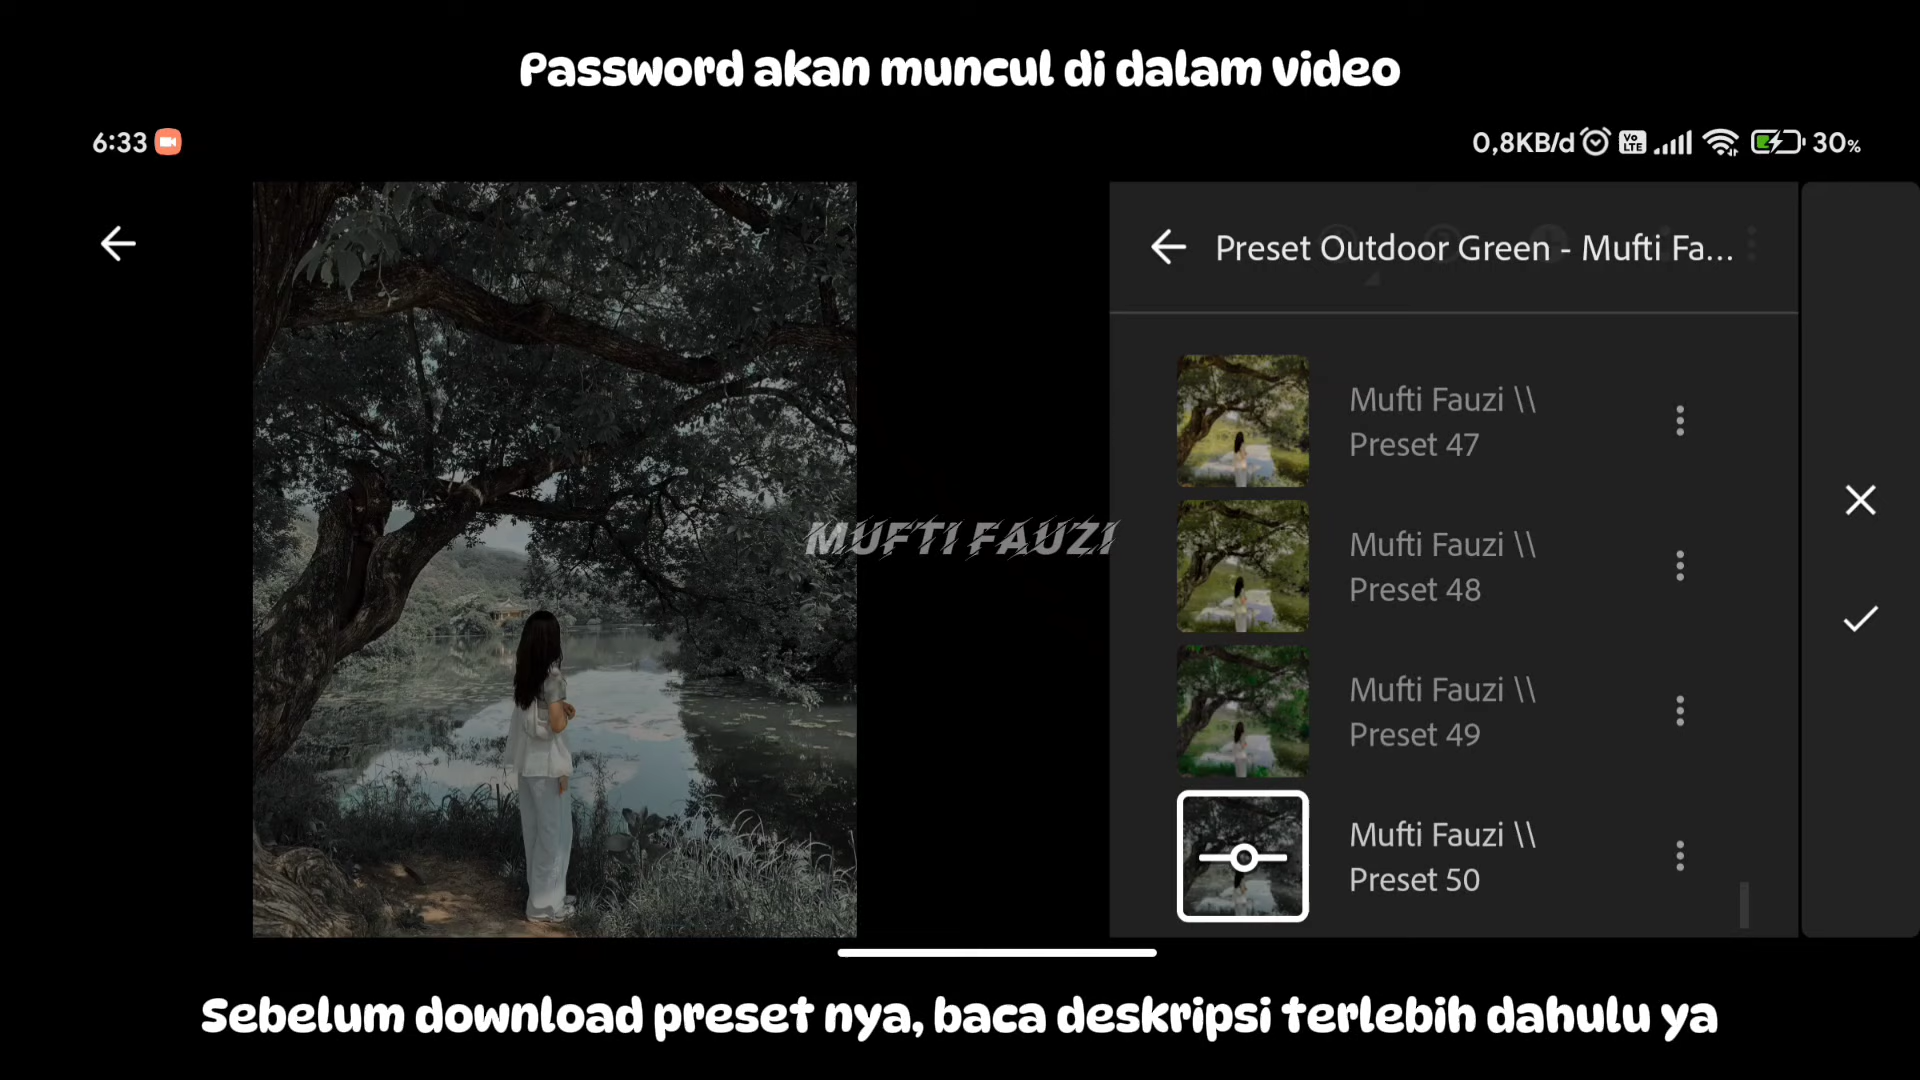 Password akan muncul di dalam video
6:33
0,8KB/d
Vo
LTE
30%
Preset Outdoor Green - Mufti Fa...
Mufti Fauzi \\
Preset 47
Mufti Fauzi \\
Preset 48
MUFTI FAUZI
Mufti Fauzi \\
Preset 49
Mufti Fauzi \\
Preset 50
Sebelum download preset nya, baca deskripsi terlebih dahulu ya